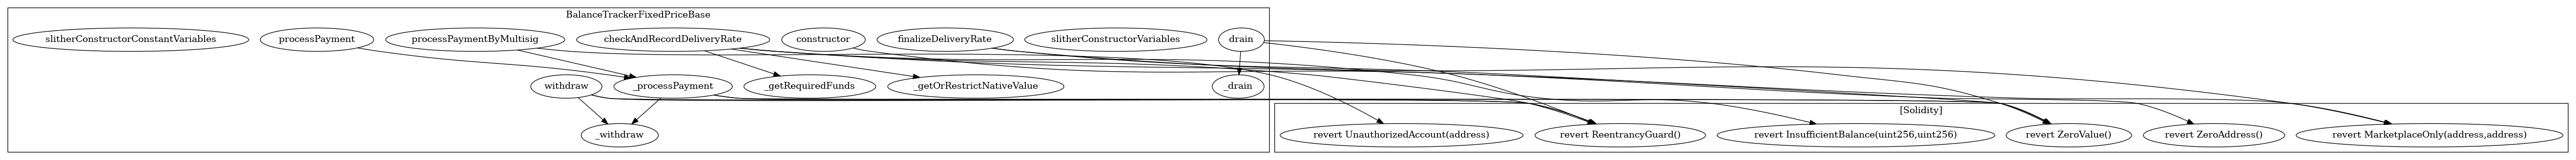 BalanceTrackerFixedPriceBase
slitherConstructorConstantVariables
processPayment
processPaymentByMultisig
checkAndRecordDeliveryRate
constructor
finalizeDeliveryRate
slitherConstructorVariables
drain
withdraw
_processPayment
_getRequiredFunds
_getOrRestrictNativeValue
_drain
_withdraw
[Solidity]
revert UnauthorizedAccount(address)
revert ReentrancyGuard()
revert InsufficientBalance(uint256,uint256)
revert ZeroValue()
revert ZeroAddress()
revert MarketplaceOnly(address,address)